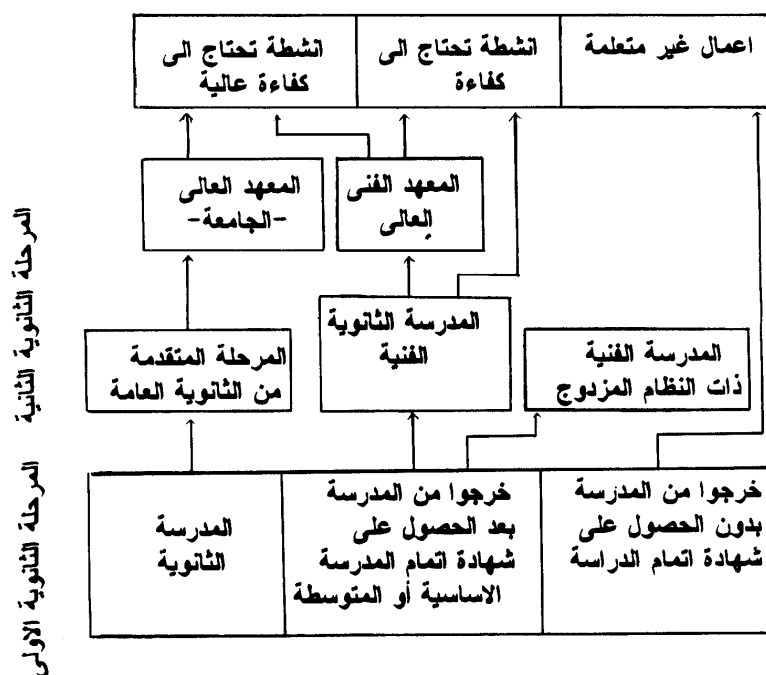 اعمال غير متعلمة
انشطة تحتاج الى
كفاءة
انشطة تحتاج الى
كفاءة عالية
المعهد الفنى
العالى
المعهد العالى
-الجامعة-
المدرسة الفنية
ذات النظام المزدوج
المدرسة الثانوية
الفنية
المرحلة المتقدمة
من الثانوية العامة
خرجوا من المدرسة
بدون الحصول على
شهادة اتمام الدراسة
خرجوا من المدرسة
بعد الحصول على
شهادة اتمام المدرسة
الاساسية أو المتوسطة
المدرسة
الثانوية
المرحلة الثانوية الثانية
المرحلة الثانوية الاولى